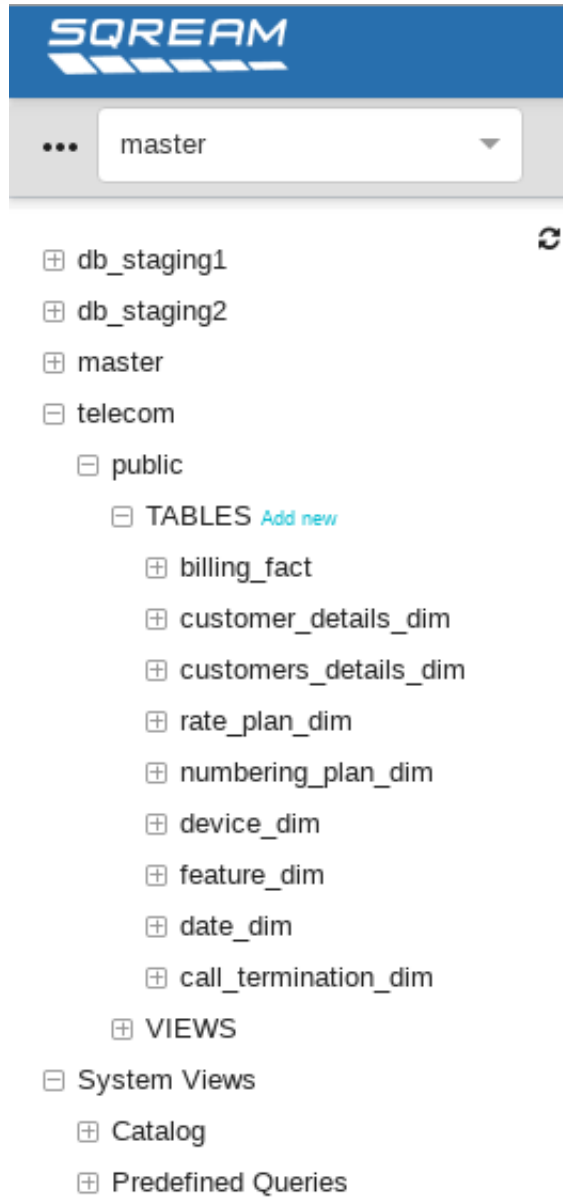 SQREAM
master
db_staging1
db_staging2
master
telecom
public
TABLES Add new
billing_fact
customer_details_dim
customers_details_dim
rate_plan_dim
numbering_plan_dim
device_dim
feature_dim
date_dim
call_termination_dim
VIEWS
System Views
Catalog
Predefined Queries